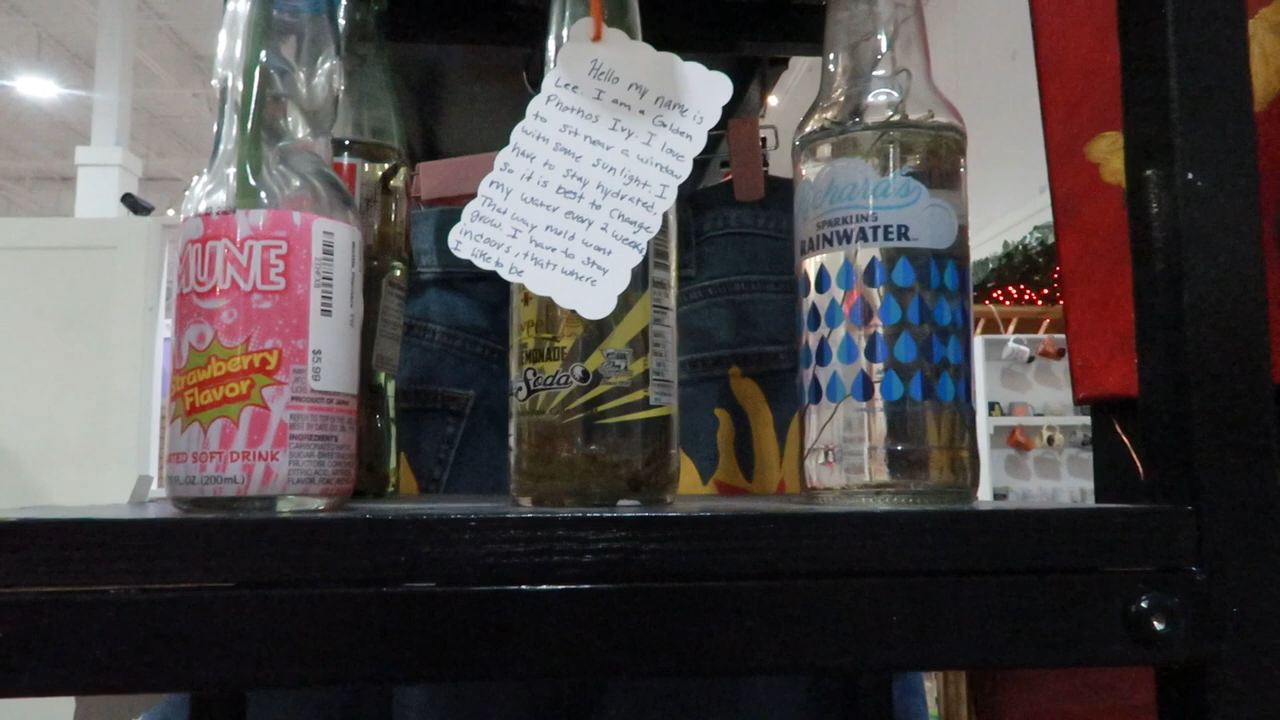 Hello my name is
Lee. I am a Golden
Phothos Ivy. I love
to sit near a window
with some sunlight. I
have to stay hydrated,
so it is best to change
my water every 2 weeks
That way mold wont
grow. I have to stay
indoors, thats where
I like to be
MUNE
Strawberry
Flavor
SOFT DRINK
(200mL)
$5.99
PRODUCT OF JAPAN
INGREDIENTS
LEMONADE
Soda
SPARKLING
RAINWATER